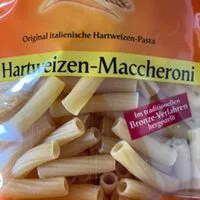 Original italienische Hartweizen-Pasta
Hartweizen-Maccheroni
Im traditionellen
Bronze-Verfahren
hergestellt